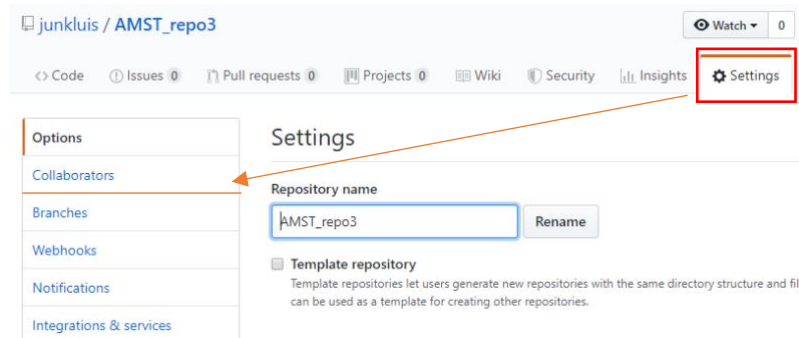 junkluis / AMST_repo3
Watch 0
<> Code Issues 0 Pull requests 0 Projects 0 Wiki Security Insights Settings
Options
Collaborators
Branches
Webhooks
Notifications
Integrations & services
Settings
Repository name
AMST_repo3 Rename
Template repository
Template repositories let users generate new repositories with the same directory structure and
can be used as a template for creating other repositories.